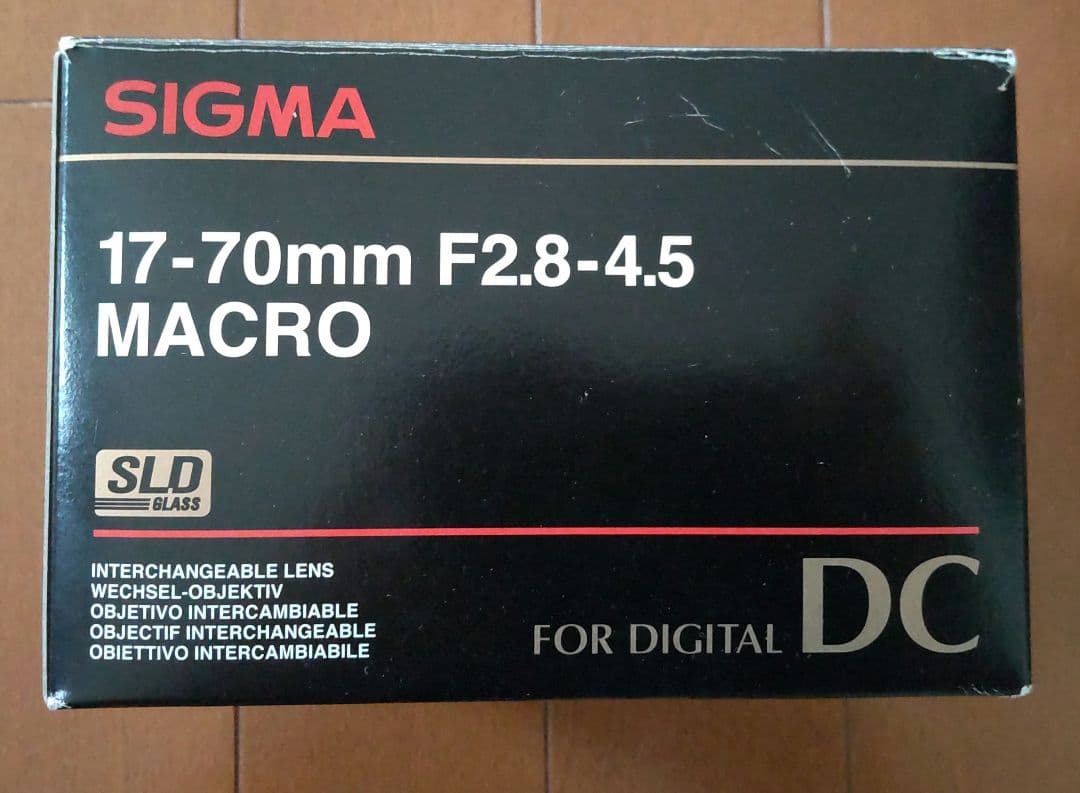 SIGMA
17-70mm F2.8-4.5
MACRO
SLD
GLASS
INTERCHANGEABLE LENS
WECHSEL-OBJEKTIV
OBJETIVO INTERCAMBIABLE
OBJECTIF INTERCHANGEABLE
OBIETTIVO INTERCAMBIABILE
FOR DIGITAL DC